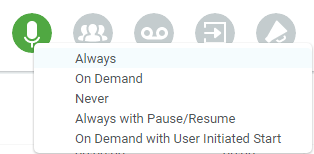 Always
On Demand
Never
Always with Pause/Resume
On Demand with User Initiated Start